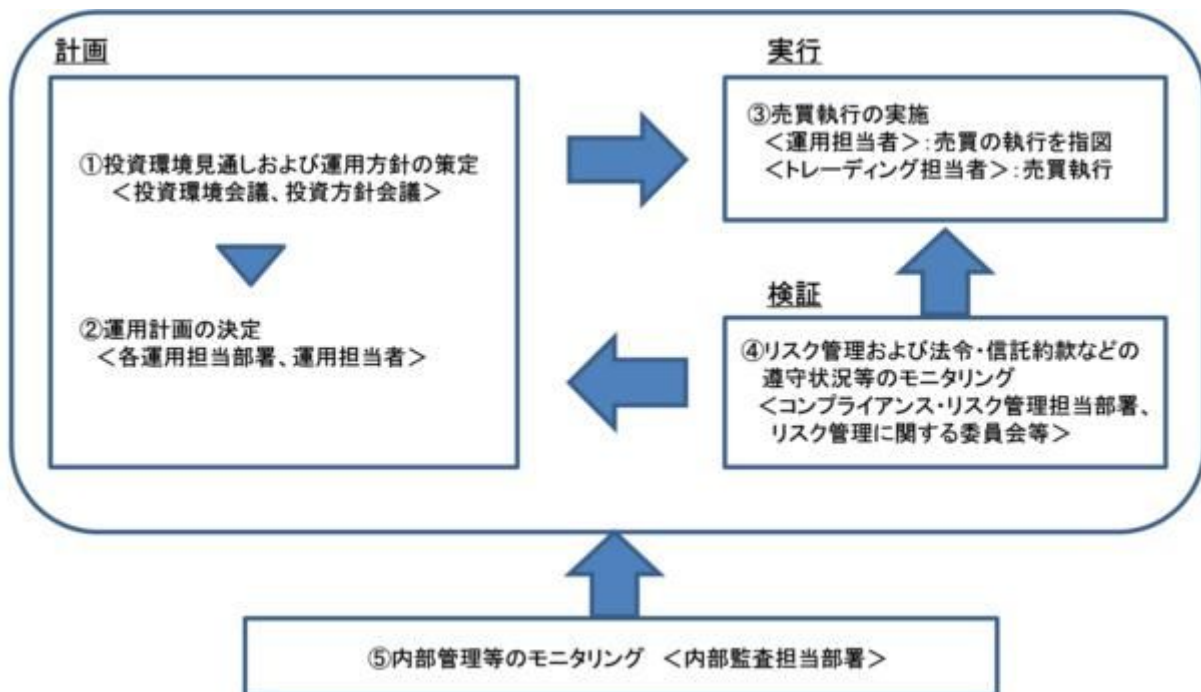 計画
①投資環境見通しおよび運用方針の策定
＜投資環境会議、投資方針会議＞
②運用計画の決定
＜各運用担当部署、運用担当者＞
実行
③売買執行の実施
＜運用担当者＞：売買の執行を指図
＜トレーディング担当者＞：売買執行
検証
④リスク管理および法令・信託約款などの
遵守状況等のモニタリング
＜コンプライアンス・リスク管理担当部署、
リスク管理に関する委員会等＞
⑤内部管理等のモニタリング ＜内部監査担当部署＞